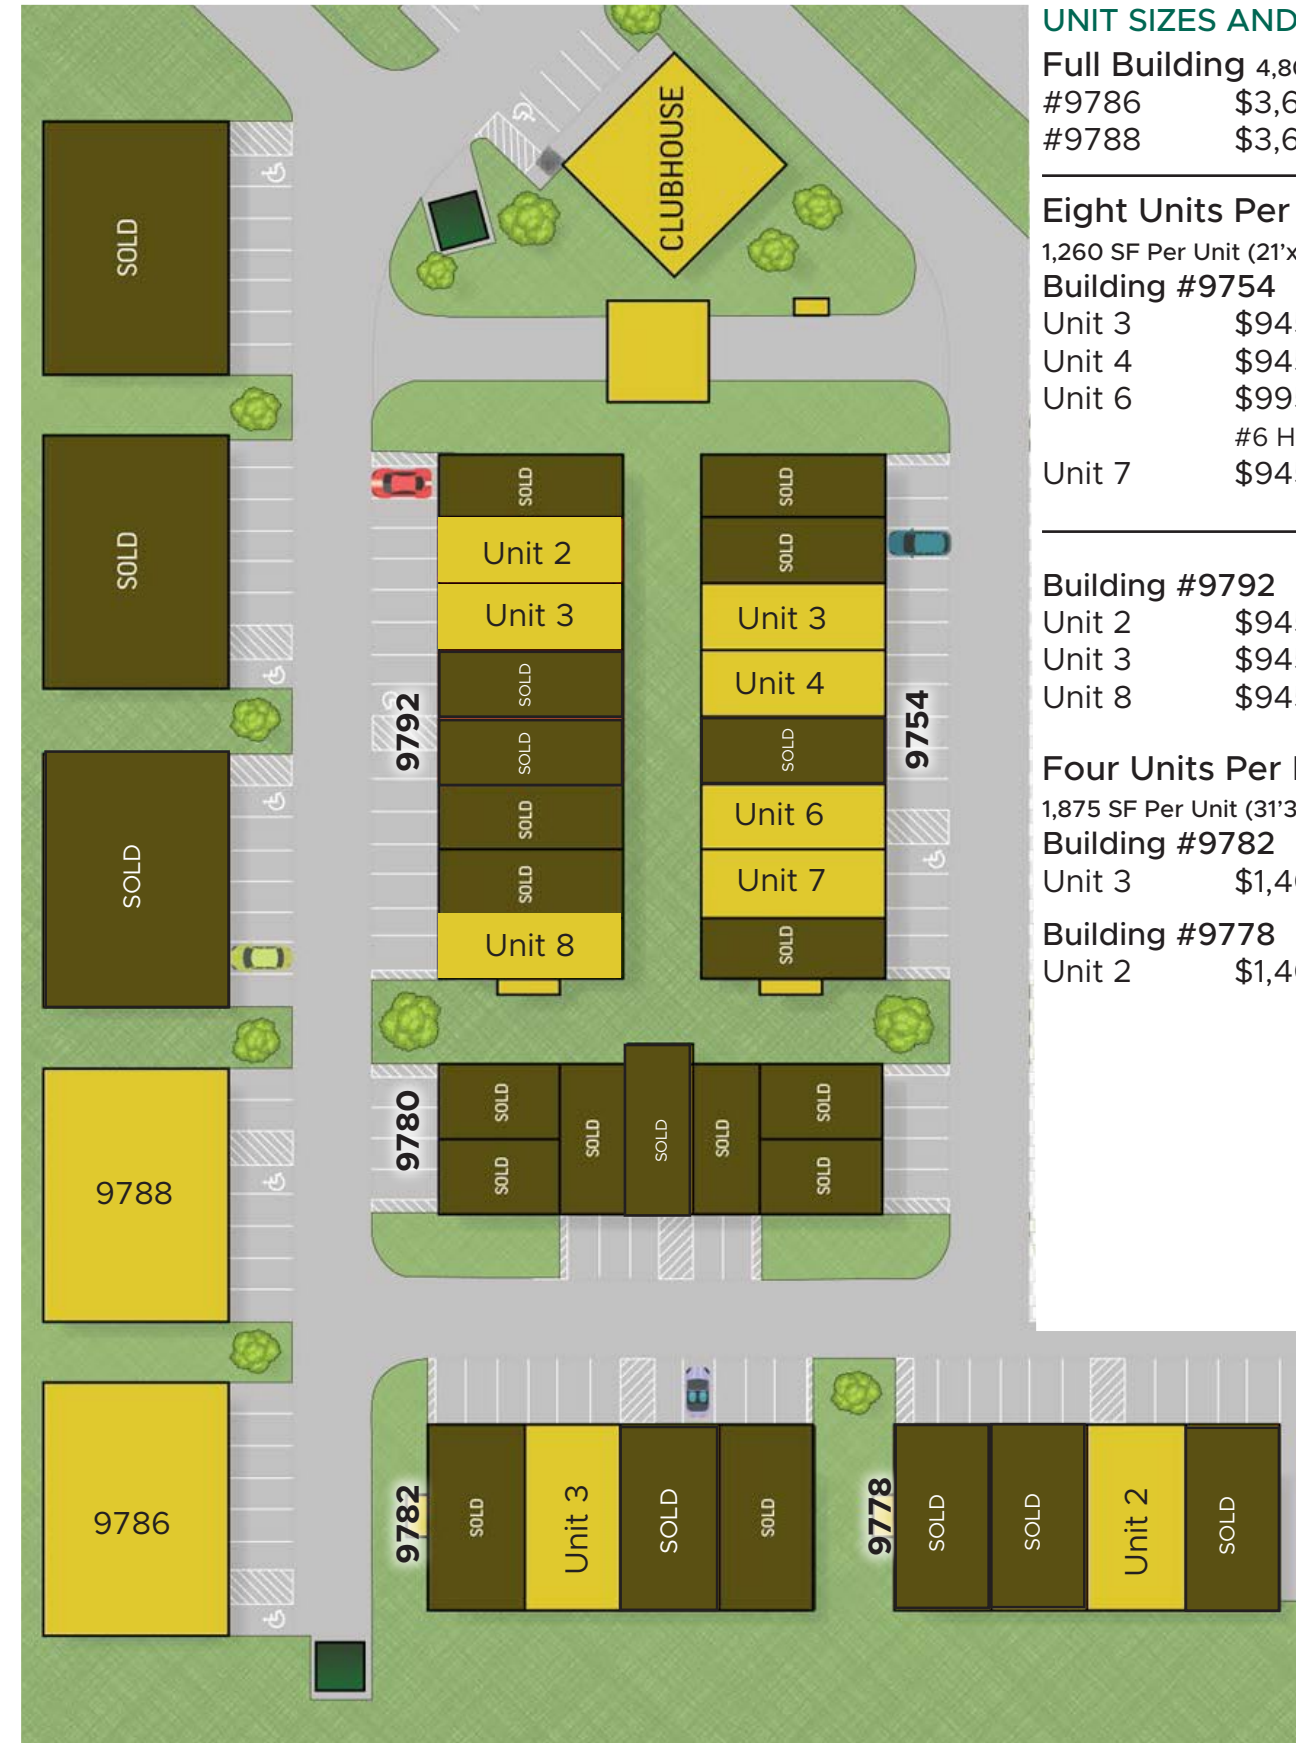 UNIT SIZES AND
Full Building 4,8
#9786 $3,6
#9788 $3,6
Eight Units Per
1,260 SF Per Unit (21'x
Building #9754
Unit 3 $94
Unit 4 $94
Unit 6 $99
#6 H
Unit 7 $94
Building #9792
Unit 2 $94
Unit 3 $94
Unit 8 $94
Four Units Per
1,875 SF Per Unit (31'3
Building #9782
Unit 3 $1,4
Building #9778
Unit 2 $1,4
CLUBHOUSE
SOLD
SOLD
SOLD
9788
9786
9792
SOLD
Unit 2
Unit 3
SOLD
SOLD
SOLD
SOLD
Unit 8
9754
SOLD
SOLD
Unit 3
Unit 4
SOLD
Unit 6
Unit 7
SOLD
9780
SOLD
SOLD
SOLD
SOLD
SOLD
SOLD
SOLD
9782
SOLD
Unit 3
SOLD
SOLD
9778
SOLD
SOLD
Unit 2
SOLD